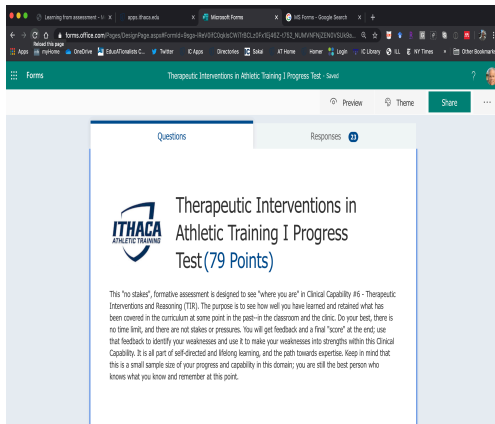 Learning from assessment - l
apps.ithaca.edu
Microsoft Forms
MS Forms - Google Search
forms.office.com
Reload this page
Apps myHome OneDrive EducATionalists C... Twitter IC Apps Directories Sakai AT Home Homer Login IC Library ILL NY Times Other Bookmarks
Forms
Therapeutic Interventions in Athletic Training I Progress Test - Saved
?
Preview Theme Share ...
Questions Responses 23
ITHACA
ATHLETIC TRAINING
Therapeutic Interventions in
Athletic Training I Progress
Test (79 Points)
This "no stakes", formative assessment is designed to see "where you are" in Clinical Capability #6 - Therapeutic
Interventions and Reasoning (TIR). The purpose is to see how well you have learned and retained what has
been covered in the curriculum at some point in the past--in the classroom and the clinic. Do your best, there is
no time limit, and there are not stakes or pressures. You will get feedback and a final "score" at the end; use
that feedback to identify your weaknesses and use it to make your weaknesses into strengths within this Clinical
Capability. It is all part of self-directed and lifelong learning, and the path towards expertise. Keep in mind that
this is a small sample size of your progress and capability in this domain; you are still the best person who
knows what you know and remember at this point.